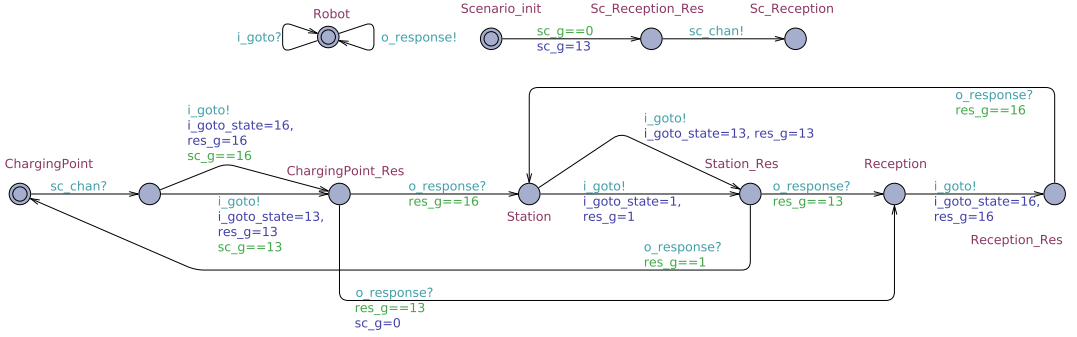 Robot
i_goto?
o_response!
Scenario_init
Sc_Reception_Res
Sc_Reception
sc_g==0
sc_g=13
sc_chan!
o_response?
res_g==16
i_goto!
i_goto_state=16,
res_g=16
sc_g==16
i_goto!
i_goto_state=13, res_g=13
ChargingPoint
ChargingPoint_Res
Station_Res
Reception
sc_chan?
i_goto!
i_goto_state=13,
res_g=13
sc_g==13
o_response?
res_g==16
Station
i_goto!
i_goto_state=1,
res_g=1
o_response?
res_g==13
i_goto!
i_goto_state=16,
res_g=16
Reception_Res
o_response?
res_g==1
o_response?
res_g==13
sc_g=0